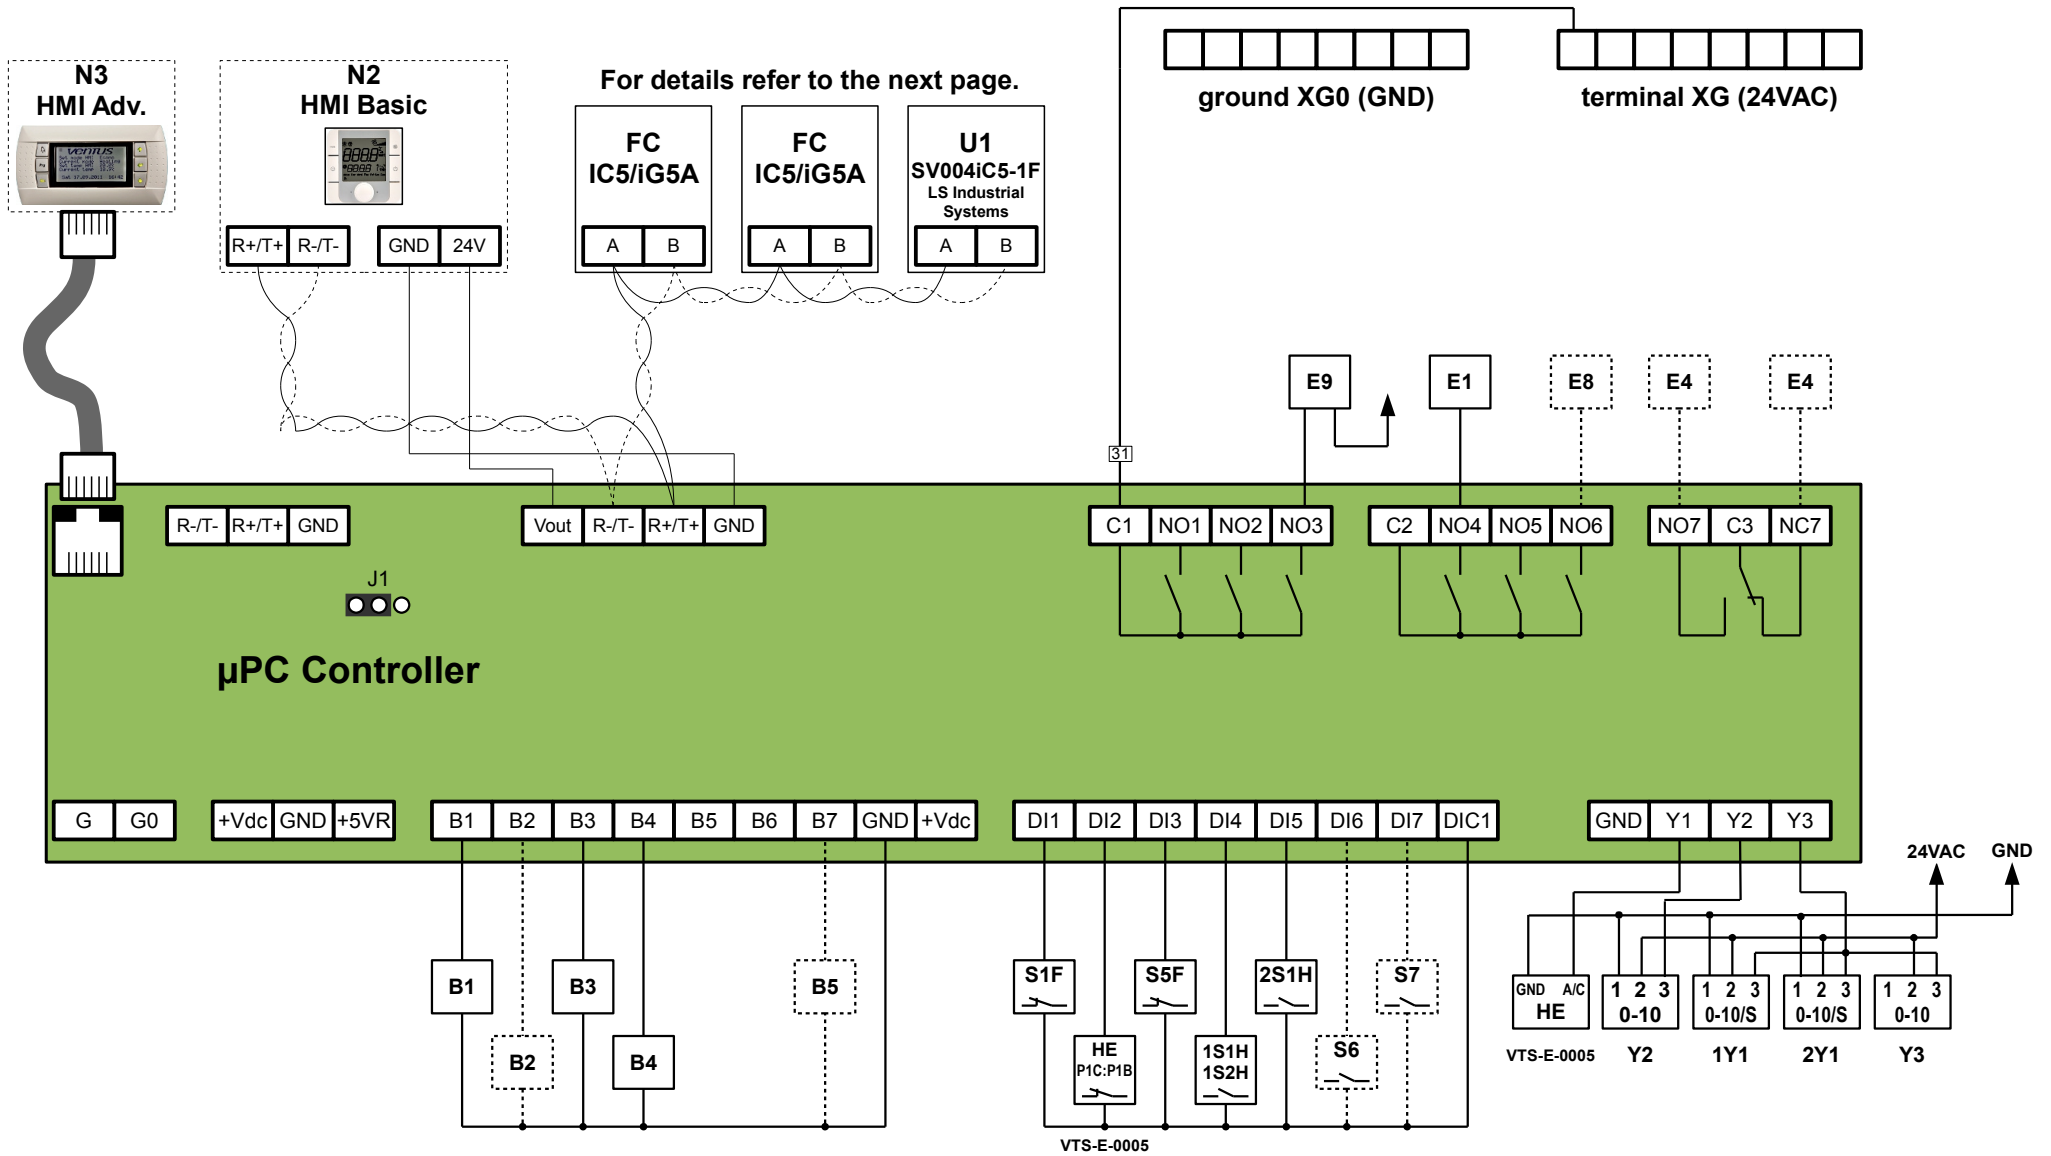 N3
HMI Adv.
VENTUS
N2
HMI Basic
For details refer to the next page.
FC
IC5/iG5A
FC
IC5/iG5A
U1
SV004iC5-1F
LS Industrial
Systems
ground XG0 (GND)
terminal XG (24VAC)
R+/T+ R-/T- GND 24V
A B
A B
A B
E9 E1 E8 E4 E4
31
R-/T- R+/T+ GND
Vout R-/T- R+/T+ GND
C1 NO1 NO2 NO3
C2 NO4 NO5 NO6
NO7 C3 NC7
J1
µPC Controller
G G0
+Vdc GND +5VR
B1 B2 B3 B4 B5 B6 B7 GND +Vdc
DI1 DI2 DI3 DI4 DI5 DI6 DI7 DIC1
GND Y1 Y2 Y3
24VAC GND
B1 B3 B5
B2 B4
S1F S5F 2S1H S7
HE
P1C:P1B
1S1H
1S2H
S6
VTS-E-0005
GND A/C
HE
1 2 3
0-10
1 2 3
0-10/S
1 2 3
0-10/S
1 2 3
0-10
VTS-E-0005 Y2 1Y1 2Y1 Y3